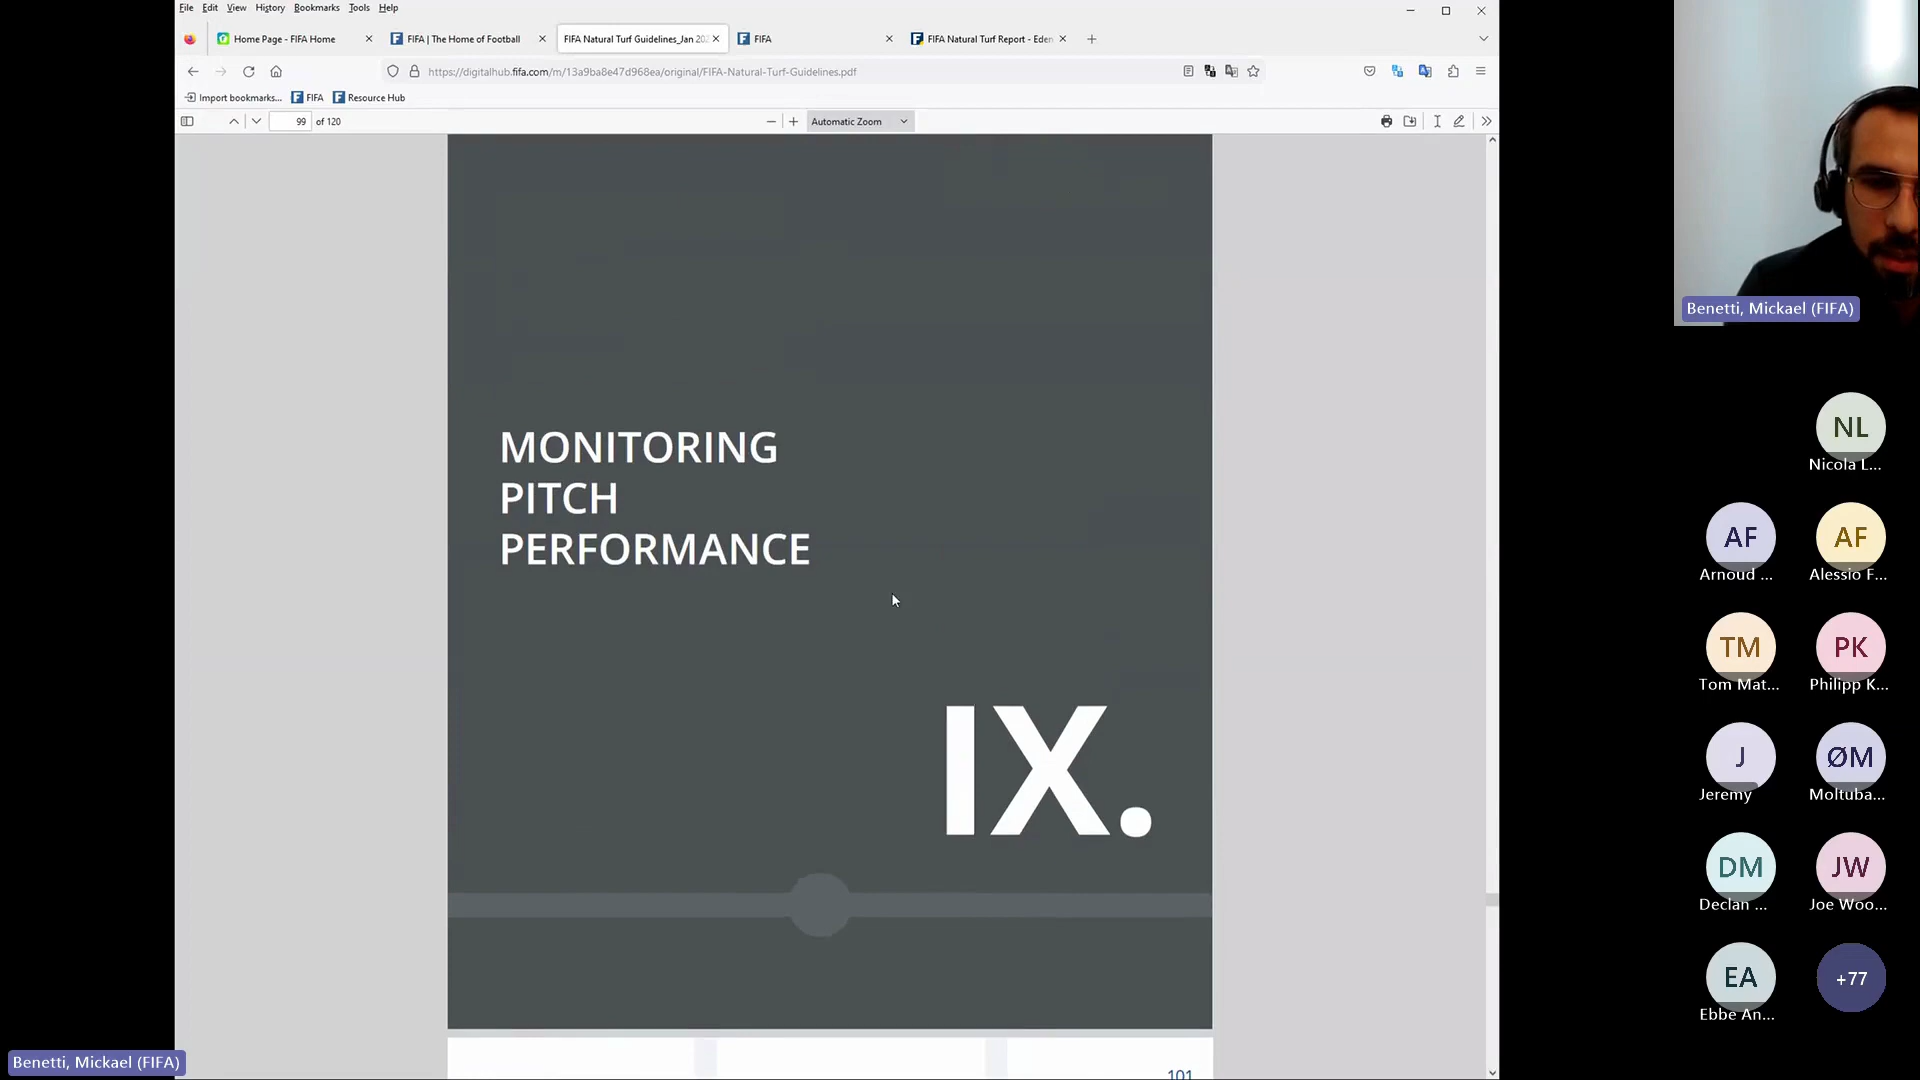 File Edit View History Bookmarks Tools Help
Home Page - FIFA Home
FIFA | The Home of Football
FIFA Natural Turf Guidelines_Jan 202
FIFA
FIFA Natural Turf Report - Eden
https://digitalhub.fifa.com/m/13a9ba8e47d968ea/original/FIFA-Natural-Turf-Guidelines.pdf
Import bookmarks... FIFA Resource Hub
99 of 120
Automatic Zoom
MONITORING
PITCH
PERFORMANCE
IX.
101
Benetti, Mickael (FIFA)
NL
Nicola L...
AF
Arnoud ...
AF
Alessio F...
TM
Tom Mat...
PK
Philipp K...
J
Jeremy
ØM
Moltuba...
DM
Declan ...
JW
Joe Woo...
EA
Ebbe An...
+77
Benetti, Mickael (FIFA)